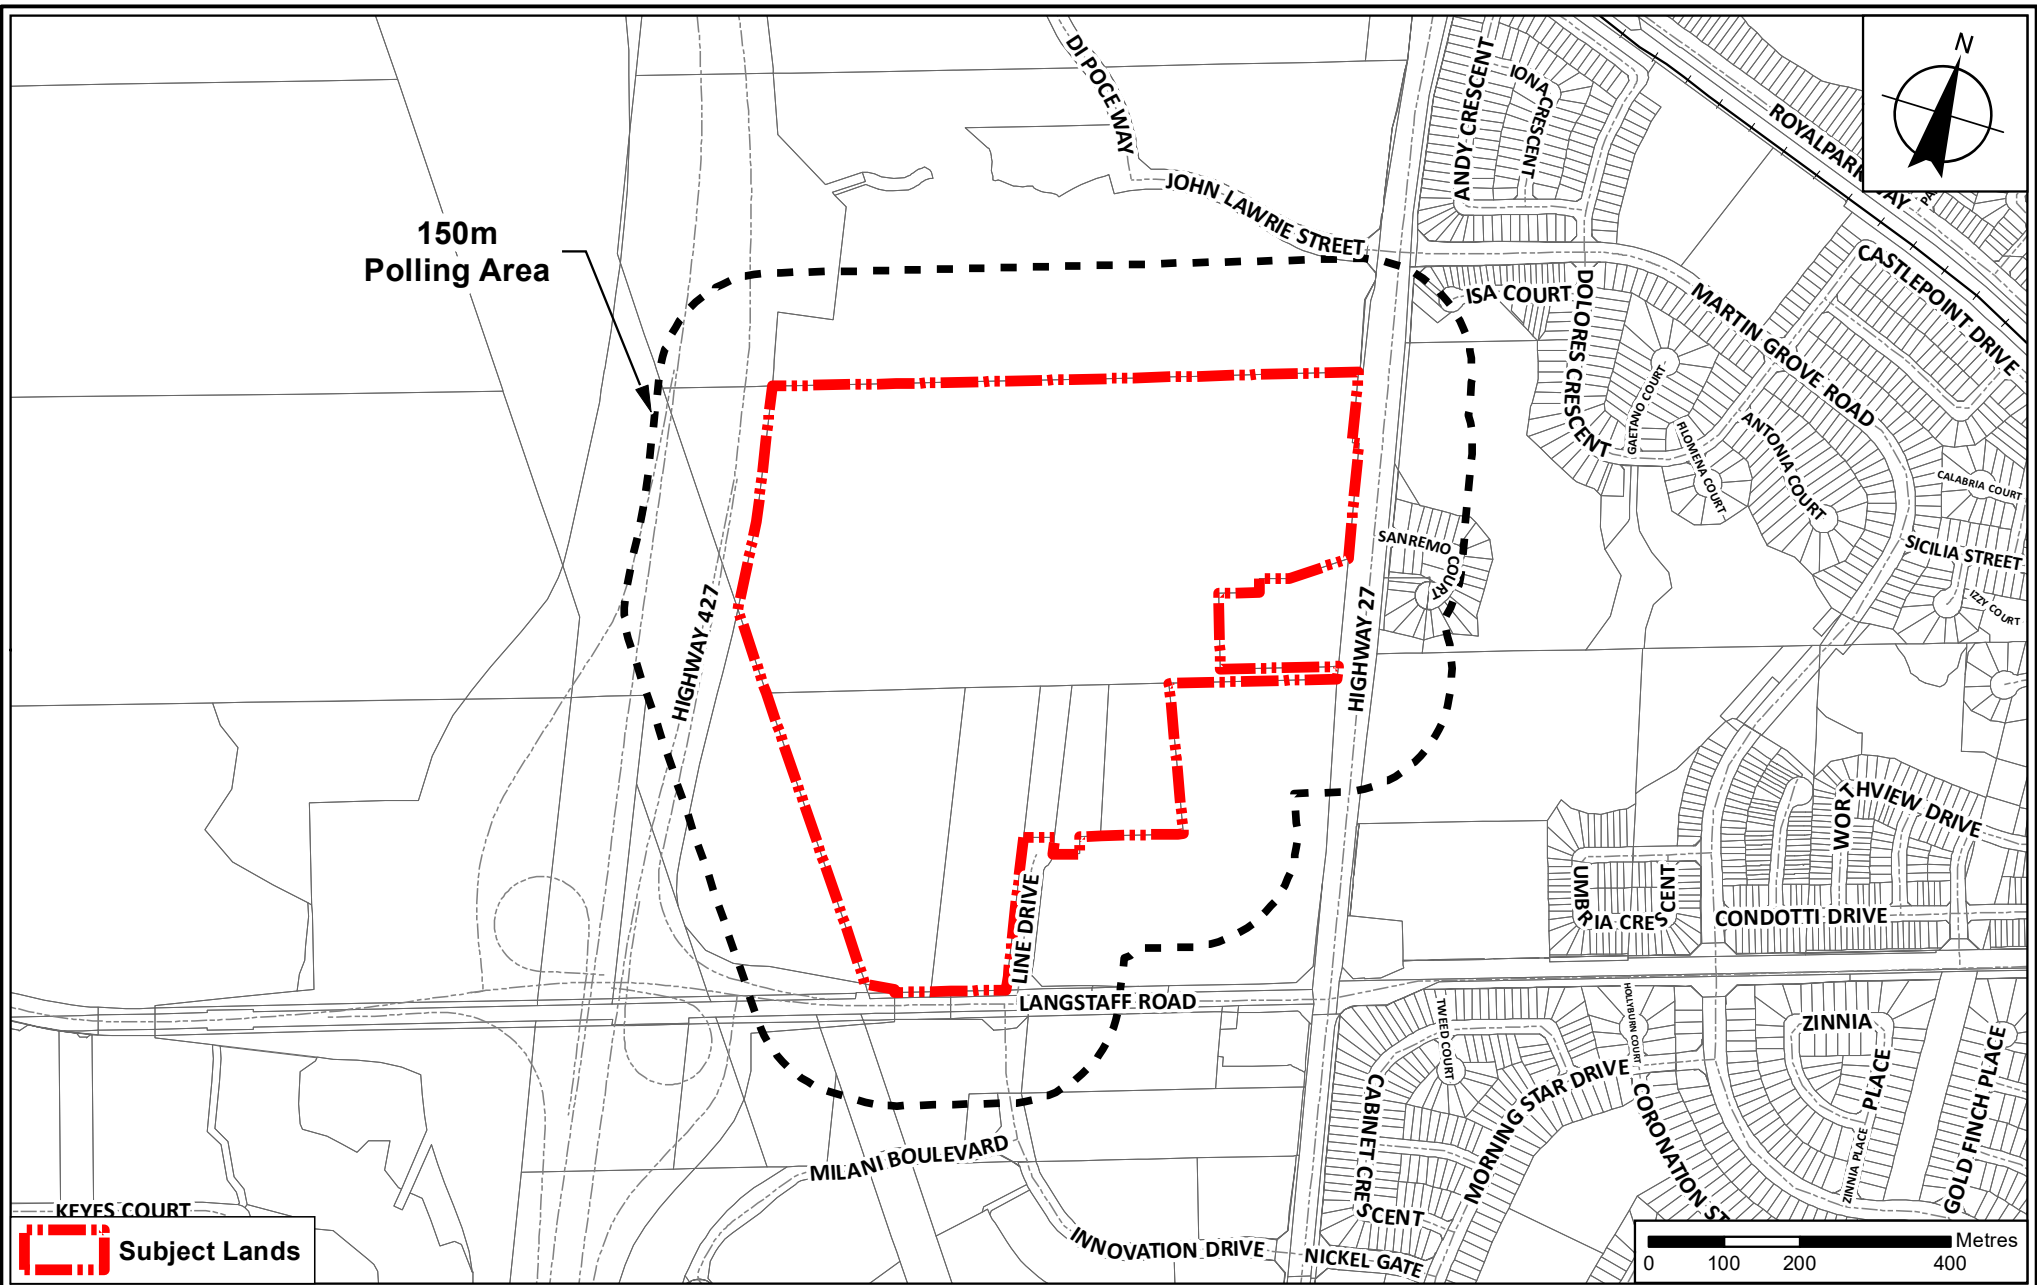 N
DI POCE WAY
ANDY CRESCENT
IONA CRESCENT
ROYALPARK WAY
JOHN LAWRIE STREET
150m
Polling Area
CASTLEPOINT DRIVE
ISA COURT
DOLORES CRESCENT
MARTIN GROVE ROAD
GAETANO COURT
FILOMENA COURT
ANTONIA COURT
CALABRIA COURT
SANREMO COURT
SICILIA STREET
IZZY COURT
HIGHWAY 427
HIGHWAY 27
WORTHVIEW DRIVE
UMBRIA CRESCENT
CONDOTTI DRIVE
LINE DRIVE
LANGSTAFF ROAD
TWEED COURT
HOLLYBURN COURT
ZINNIA
PLACE
ZINNIA PLACE
GOLD FINCH PLACE
CABINET CRESCENT
MORNING STAR DRIVE
CORONATION ST
MILANI BOULEVARD
KEYES COURT
INNOVATION DRIVE
NICKEL GATE
Subject Lands
Metres
0 100 200 400